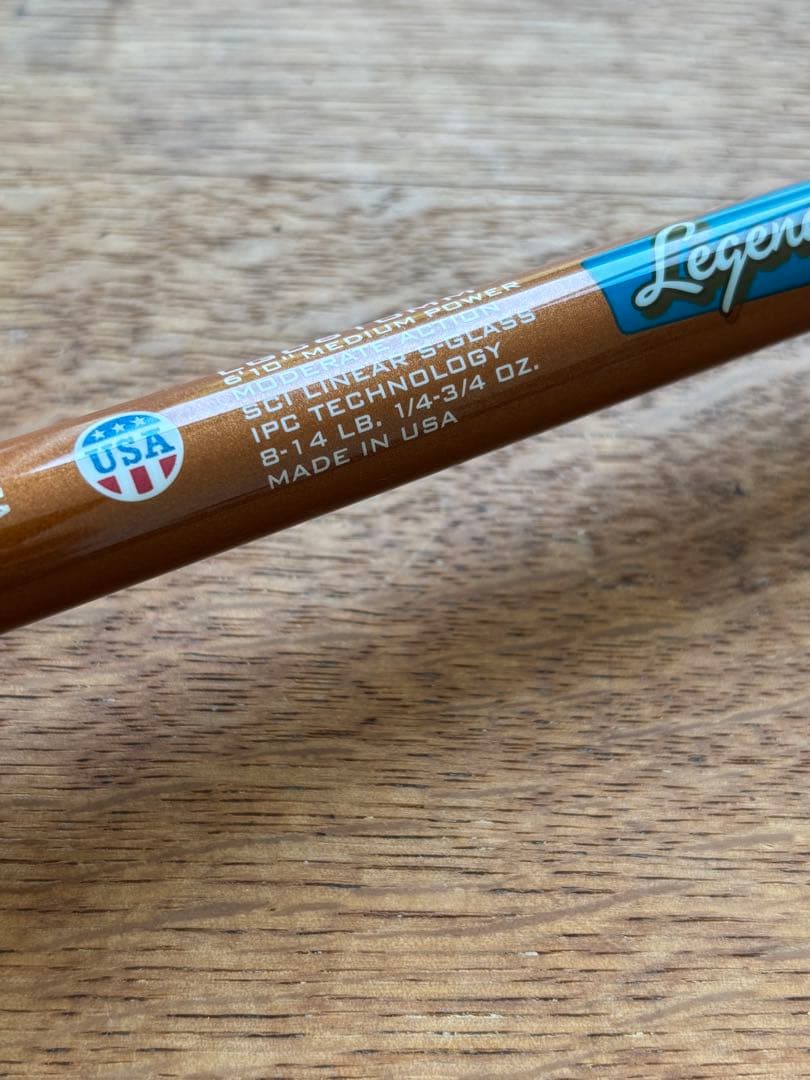 Legen
6'10" MEDIUM POWER
MODERATE ACTION
SCI LINEAR S-GLASS
IPC TECHNOLOGY
8-14 LB. 1/4-3/4 OZ.
MADE IN USA
USA